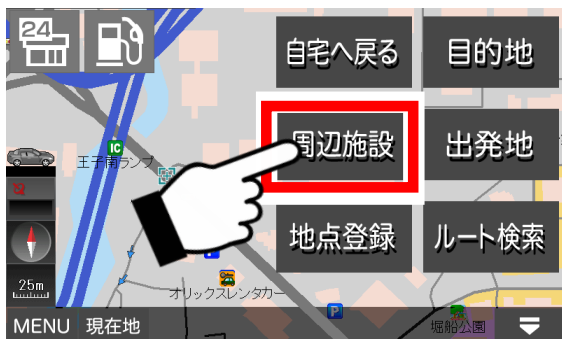 24
自宅へ戻る
目的地
IC
王子南ランプ
周辺施設
出発地
地点登録
ルート検索
25m
オリックスレンタカー
P
堀船公園
MENU
現在地